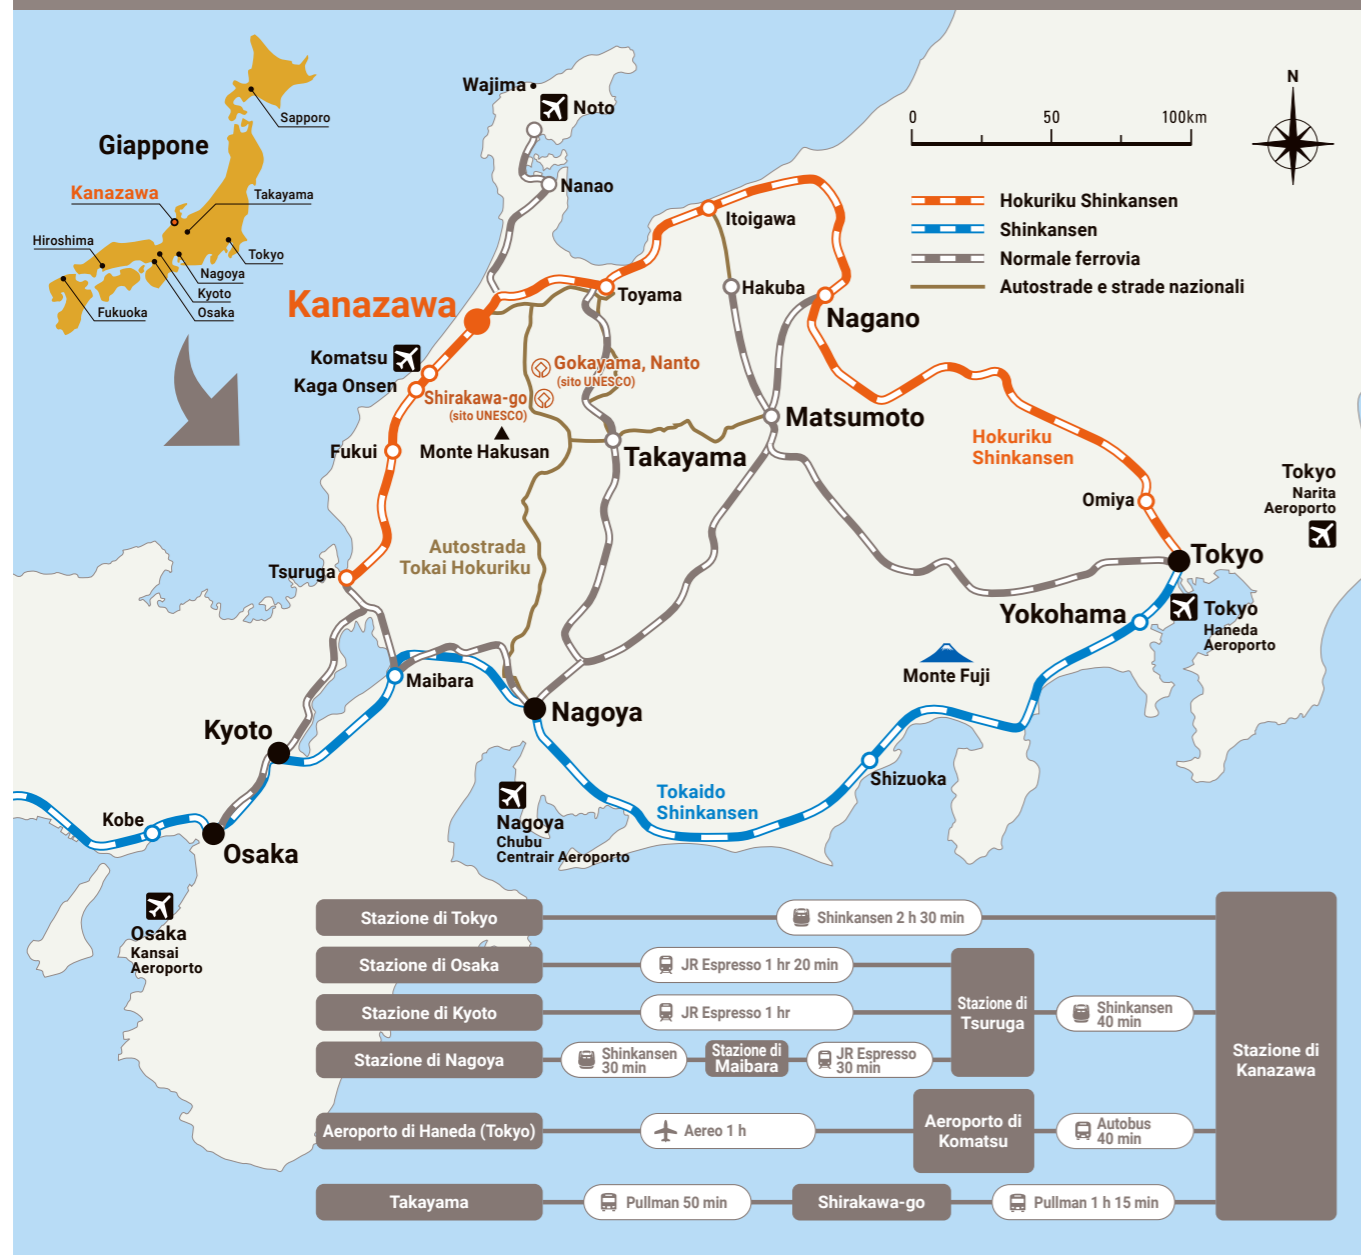 Giappone
Sapporo
Kanazawa
Takayama
Hiroshima
Tokyo
Nagoya
Kyoto
Osaka
Fukuoka
Wajima
Noto
Nanao
0 50 100km
N
Hokuriku Shinkansen
Shinkansen
Normale ferrovia
Autostrade e strade nazionali
Itoigawa
Toyama
Hakuba
Nagano
Kanazawa
Komatsu
Kaga Onsen
Gokayama, Nanto
(sito UNESCO)
Shirakawa-go
(sito UNESCO)
Monte Hakusan
Fukui
Takayama
Matsumoto
Hokuriku
Shinkansen
Omiya
Tokyo
Narita
Aeroporto
Autostrada
Tokai Hokuriku
Tsuruga
Tokyo
Tokyo
Haneda
Aeroporto
Yokohama
Monte Fuji
Maibara
Nagoya
Kyoto
Shizuoka
Tokaido
Shinkansen
Nagoya
Chubu
Centrair Aeroporto
Kobe
Osaka
Osaka
Kansai
Aeroporto
Stazione di Tokyo
Shinkansen 2 h 30 min
Stazione di Osaka
JR Espresso 1 hr 20 min
Stazione di Kyoto
JR Espresso 1 hr
Stazione di Nagoya
Shinkansen
30 min
Stazione di
Maibara
JR Espresso
30 min
Stazione di
Tsuruga
Shinkansen
40 min
Stazione di
Kanazawa
Aeroporto di Haneda (Tokyo)
Aereo 1 h
Aeroporto di
Komatsu
Autobus
40 min
Takayama
Pullman 50 min
Shirakawa-go
Pullman 1 h 15 min